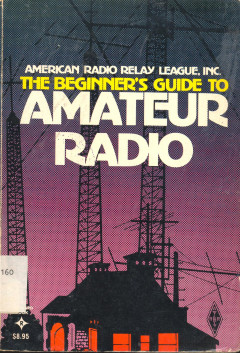 AMERICAN RADIO RELAY LEAGUE, INC.
THE BEGINNER'S GUIDE TO
AMATEUR
RADIO
160
$8.95